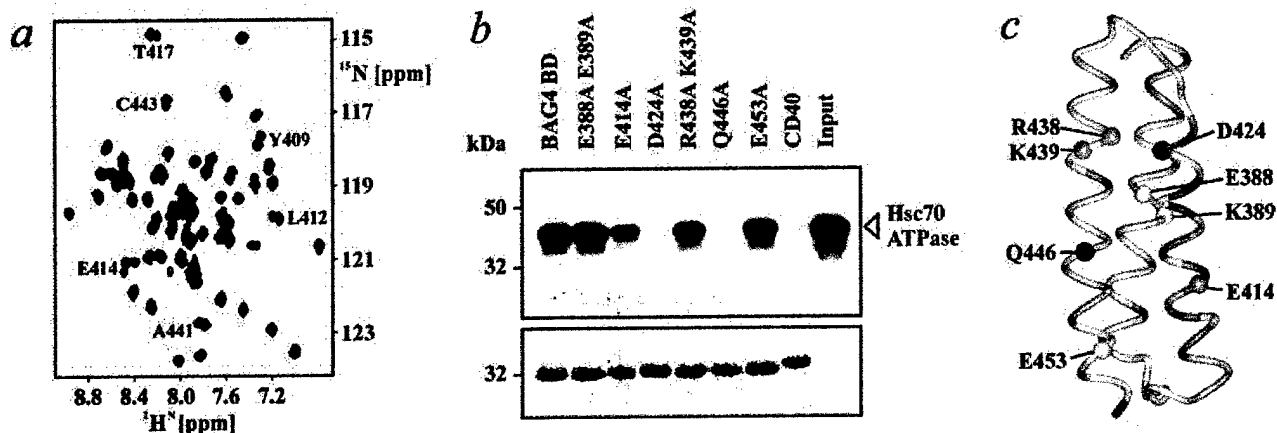 a
T417
C443
Y409
L412
E414
A441
115
¹⁵N [ppm]
117
119
121
123
8.8 8.4 8.0 7.6 7.2
¹Hᴺ [ppm]
b
kDa
BAG4 BD
E388A E389A
E414A
D424A
R438A K439A
Q446A
E453A
CD40
Input
50
32
Hsc70
ATPase
32
c
R438
K439
D424
E388
K389
Q446
E414
E453